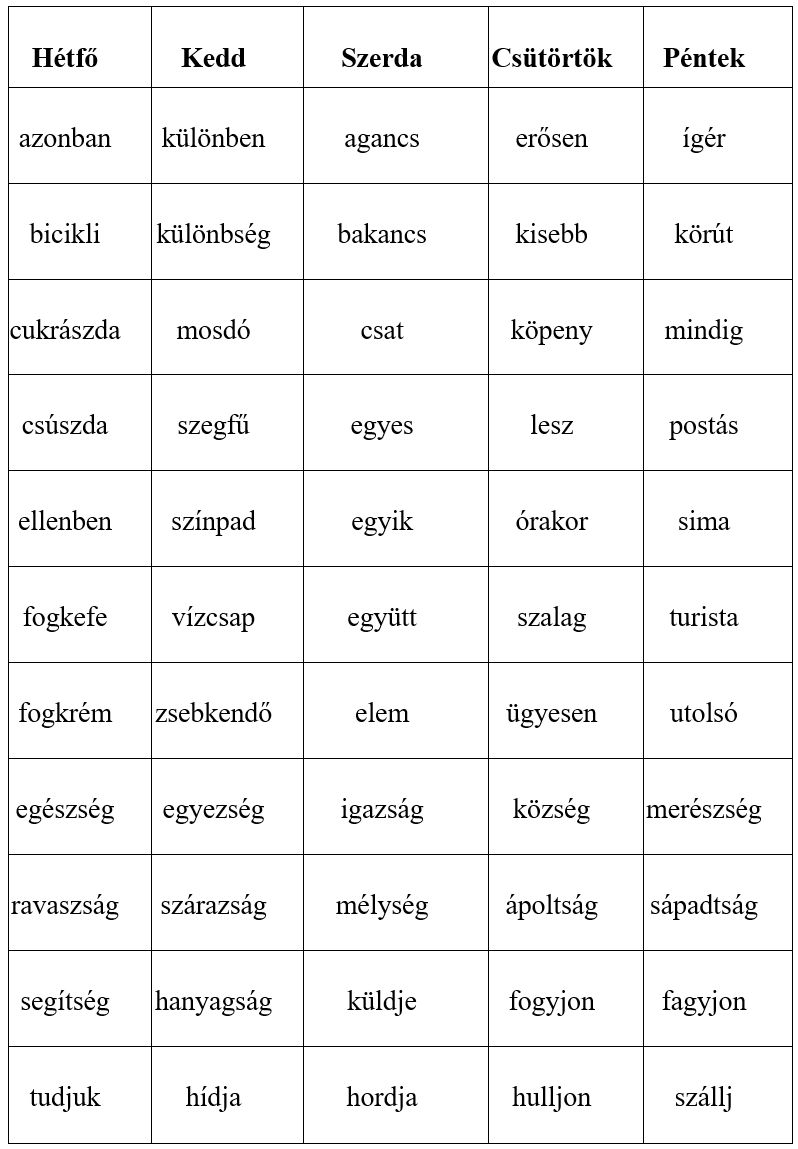 Hétfő Kedd Szerda Csütörtök Péntek
azonban különben agancs erősen ígér
bicikli különbség bakancs kisebb körút
cukrászda mosdó csat köpeny mindig
csúszda szegfű egyes lesz postás
ellenben színpad egyik órakor sima
fogkefe vízcsap együtt szalag turista
fogkrém zsebkendő elem ügyesen utolsó
egészség egyezség igazság község merészség
ravaszság szárazság mélység ápoltság sápadtság
segítség hanyagság küldje fogyjon fagyjon
tudjuk hídja hordja hulljon szállj